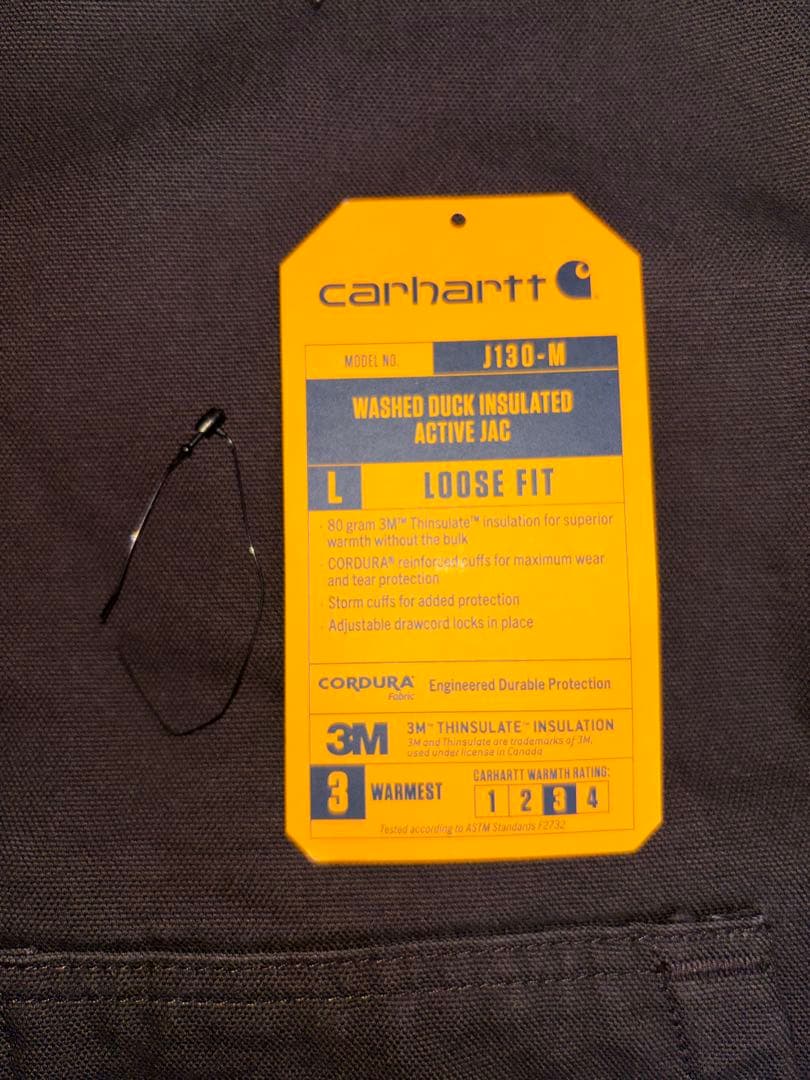 carhartt
MODEL NO. J130-M
WASHED DUCK INSULATED
ACTIVE JAC
L LOOSE FIT
· 80 gram 3M™ Thinsulate™ insulation for superior
warmth without the bulk
· CORDURA® reinforced cuffs for maximum wear
and tear protection
· Storm cuffs for added protection
· Adjustable drawcord locks in place
CORDURA® Engineered Durable Protection
Fabric
3M 3M™ THINSULATE™ INSULATION
3M and Thinsulate are trademarks of 3M,
used under license in Canada
CARHARTT WARMTH RATING:
3 WARMEST 1 2 3 4
Tested according to ASTM Standards F2732